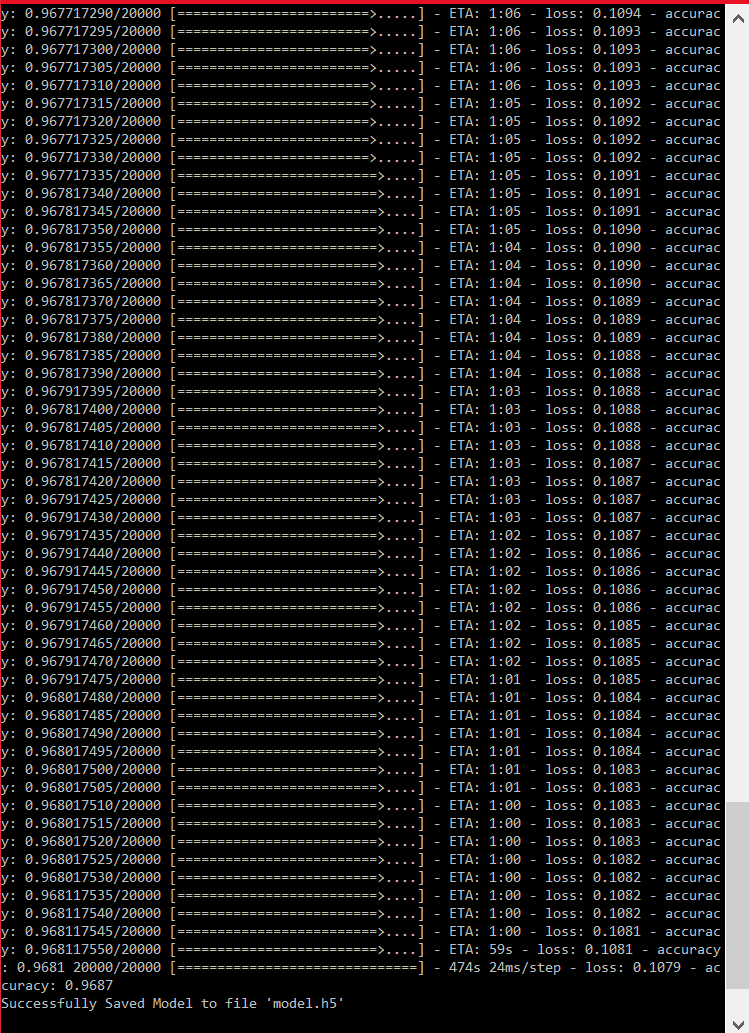 y: 0.967717290/20000 [========================>.....] - ETA: 1:06 - loss: 0.1094 - accurac
y: 0.967717295/20000 [========================>.....] - ETA: 1:06 - loss: 0.1093 - accurac
y: 0.967717300/20000 [========================>.....] - ETA: 1:06 - loss: 0.1093 - accurac
y: 0.967717305/20000 [========================>.....] - ETA: 1:06 - loss: 0.1093 - accurac
y: 0.967717310/20000 [========================>.....] - ETA: 1:06 - loss: 0.1093 - accurac
y: 0.967717315/20000 [========================>.....] - ETA: 1:05 - loss: 0.1092 - accurac
y: 0.967717320/20000 [========================>.....] - ETA: 1:05 - loss: 0.1092 - accurac
y: 0.967717325/20000 [========================>.....] - ETA: 1:05 - loss: 0.1092 - accurac
y: 0.967717330/20000 [========================>.....] - ETA: 1:05 - loss: 0.1092 - accurac
y: 0.967717335/20000 [=========================>....] - ETA: 1:05 - loss: 0.1091 - accurac
y: 0.967817340/20000 [=========================>....] - ETA: 1:05 - loss: 0.1091 - accurac
y: 0.967817345/20000 [=========================>....] - ETA: 1:05 - loss: 0.1091 - accurac
y: 0.967817350/20000 [=========================>....] - ETA: 1:05 - loss: 0.1090 - accurac
y: 0.967817355/20000 [=========================>....] - ETA: 1:04 - loss: 0.1090 - accurac
y: 0.967817360/20000 [=========================>....] - ETA: 1:04 - loss: 0.1090 - accurac
y: 0.967817365/20000 [=========================>....] - ETA: 1:04 - loss: 0.1090 - accurac
y: 0.967817370/20000 [=========================>....] - ETA: 1:04 - loss: 0.1089 - accurac
y: 0.967817375/20000 [=========================>....] - ETA: 1:04 - loss: 0.1089 - accurac
y: 0.967817380/20000 [=========================>....] - ETA: 1:04 - loss: 0.1089 - accurac
y: 0.967817385/20000 [=========================>....] - ETA: 1:04 - loss: 0.1088 - accurac
y: 0.967817390/20000 [=========================>....] - ETA: 1:04 - loss: 0.1088 - accurac
y: 0.967917395/20000 [=========================>....] - ETA: 1:03 - loss: 0.1088 - accurac
y: 0.967817400/20000 [=========================>....] - ETA: 1:03 - loss: 0.1088 - accurac
y: 0.967817405/20000 [=========================>....] - ETA: 1:03 - loss: 0.1088 - accurac
y: 0.967817410/20000 [=========================>....] - ETA: 1:03 - loss: 0.1088 - accurac
y: 0.967817415/20000 [=========================>....] - ETA: 1:03 - loss: 0.1087 - accurac
y: 0.967817420/20000 [=========================>....] - ETA: 1:03 - loss: 0.1087 - accurac
y: 0.967917425/20000 [=========================>....] - ETA: 1:03 - loss: 0.1087 - accurac
y: 0.967917430/20000 [=========================>....] - ETA: 1:03 - loss: 0.1087 - accurac
y: 0.967917435/20000 [=========================>....] - ETA: 1:02 - loss: 0.1087 - accurac
y: 0.967917440/20000 [=========================>....] - ETA: 1:02 - loss: 0.1086 - accurac
y: 0.967917445/20000 [=========================>....] - ETA: 1:02 - loss: 0.1086 - accurac
y: 0.967917450/20000 [=========================>....] - ETA: 1:02 - loss: 0.1086 - accurac
y: 0.967917455/20000 [=========================>....] - ETA: 1:02 - loss: 0.1086 - accurac
y: 0.967917460/20000 [=========================>....] - ETA: 1:02 - loss: 0.1085 - accurac
y: 0.967917465/20000 [=========================>....] - ETA: 1:02 - loss: 0.1085 - accurac
y: 0.967917470/20000 [=========================>....] - ETA: 1:02 - loss: 0.1085 - accurac
y: 0.967917475/20000 [=========================>....] - ETA: 1:01 - loss: 0.1085 - accurac
y: 0.968017480/20000 [=========================>....] - ETA: 1:01 - loss: 0.1084 - accurac
y: 0.968017485/20000 [=========================>....] - ETA: 1:01 - loss: 0.1084 - accurac
y: 0.968017490/20000 [=========================>....] - ETA: 1:01 - loss: 0.1084 - accurac
y: 0.968017495/20000 [=========================>....] - ETA: 1:01 - loss: 0.1084 - accurac
y: 0.968017500/20000 [=========================>....] - ETA: 1:01 - loss: 0.1083 - accurac
y: 0.968017505/20000 [=========================>....] - ETA: 1:01 - loss: 0.1083 - accurac
y: 0.968017510/20000 [=========================>....] - ETA: 1:00 - loss: 0.1083 - accurac
y: 0.968017515/20000 [=========================>....] - ETA: 1:00 - loss: 0.1083 - accurac
y: 0.968017520/20000 [=========================>....] - ETA: 1:00 - loss: 0.1083 - accurac
y: 0.968017525/20000 [=========================>....] - ETA: 1:00 - loss: 0.1082 - accurac
y: 0.968017530/20000 [=========================>....] - ETA: 1:00 - loss: 0.1082 - accurac
y: 0.968117535/20000 [=========================>....] - ETA: 1:00 - loss: 0.1082 - accurac
y: 0.968117540/20000 [=========================>....] - ETA: 1:00 - loss: 0.1082 - accurac
y: 0.968117545/20000 [=========================>....] - ETA: 1:00 - loss: 0.1081 - accurac
y: 0.968117550/20000 [=========================>....] - ETA: 59s - loss: 0.1081 - accuracy
: 0.9681 20000/20000 [==============================] - 474s 24ms/step - loss: 0.1079 - ac
curacy: 0.9687
Successfully Saved Model to file 'model.h5'